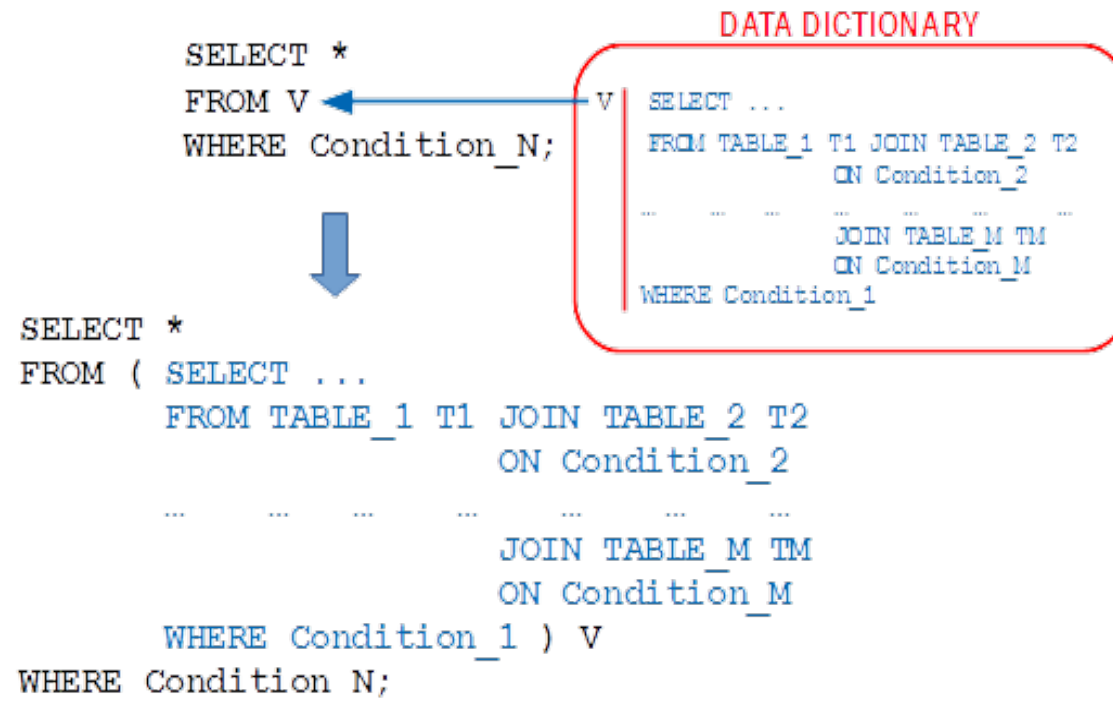 DATA DICTIONARY
SELECT *
FROM V
WHERE Condition_N;
V
SELECT ...
FROM TABLE_1 T1 JOIN TABLE_2 T2
ON Condition_2
... ... ... ... ... ... ...
JOIN TABLE_M TM
ON Condition_M
WHERE Condition_1
SELECT *
FROM ( SELECT ...
FROM TABLE_1 T1 JOIN TABLE_2 T2
ON Condition_2
... ... ... ... ... ... ...
JOIN TABLE_M TM
ON Condition_M
WHERE Condition_1 ) V
WHERE Condition N;